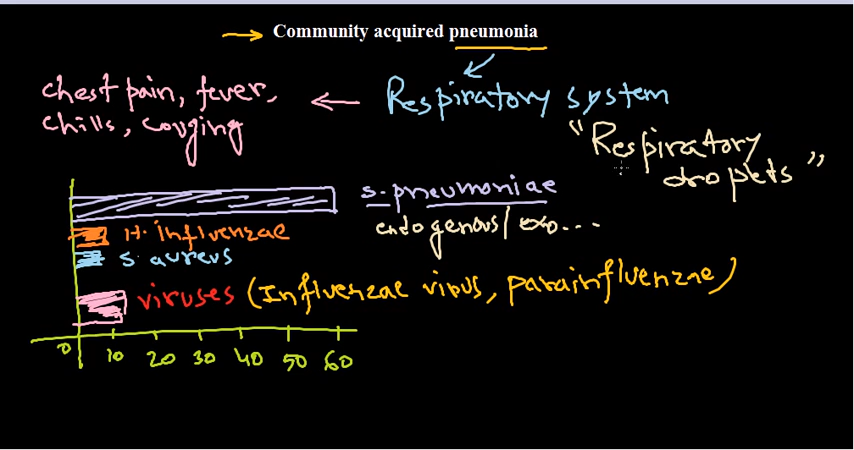 → Community acquired pneumonia
chest pain, fever, ← Respiratory system
chills, couging
"Respiratory
droplets"
s. pneumoniae
endogenous/exo...
H. influenzae
S. aureus
viruses (Influenzae virus, parainfluenzae)
0 10 20 30 40 50 60